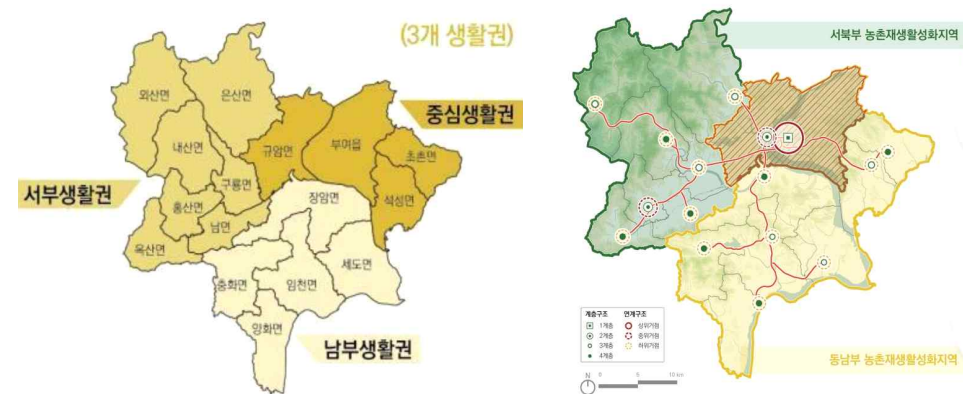 (3개 생활권)
중심생활권
외산면
은산면
내산면
규암면
부여읍
초촌면
구룡면
서부생활권
홍산면
장암면
석성면
남면
옥산면
세도면
충화면
임천면
양화면
남부생활권
서북부 농촌재생활성화지역
계층구조
연계구조
1계층
상위거점
2계층
중위거점
3계층
하위거점
4계층
N
0
5
10 km
동남부 농촌재생활성화지역